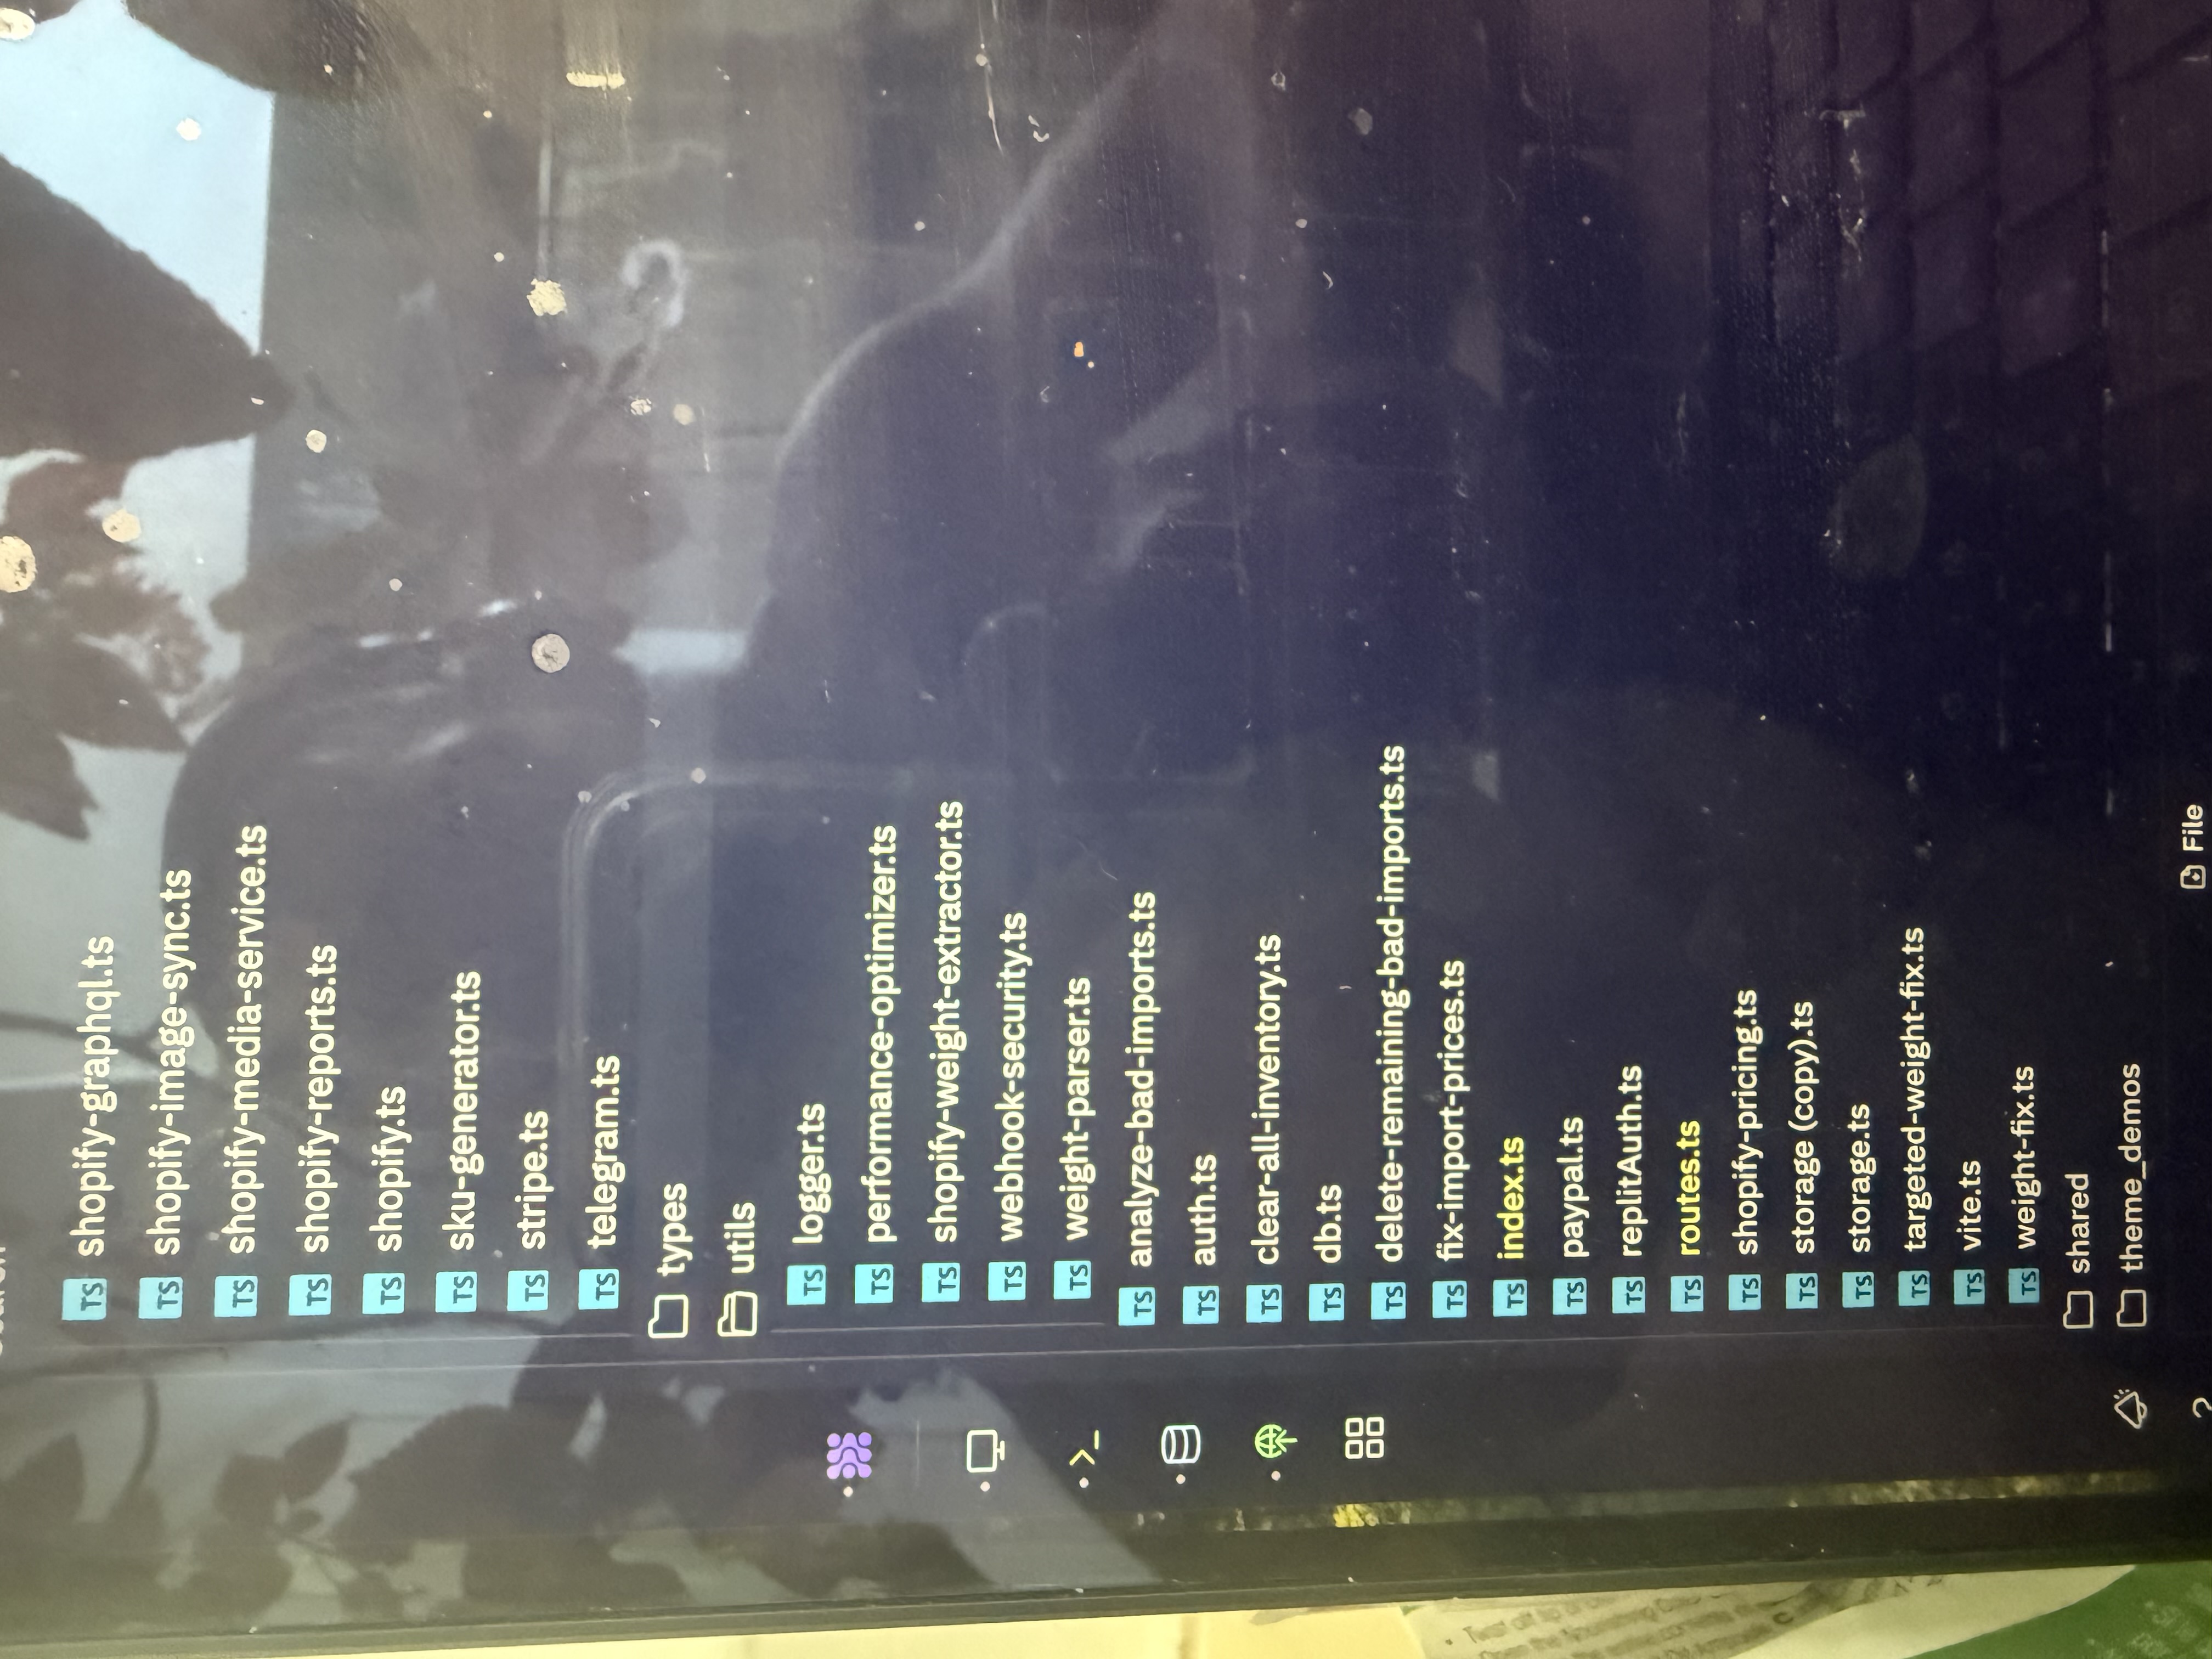 shopify-graphql.ts
shopify-image-sync.ts
shopify-media-service.ts
shopify-reports.ts
shopify.ts
sku-generator.ts
stripe.ts
telegram.ts
types
utils
logger.ts
performance-optimizer.ts
shopify-weight-extractor.ts
webhook-security.ts
weight-parser.ts
analyze-bad-imports.ts
auth.ts
clear-all-inventory.ts
db.ts
delete-remaining-bad-imports.ts
fix-import-prices.ts
index.ts
paypal.ts
replitAuth.ts
routes.ts
shopify-pricing.ts
storage (copy).ts
storage.ts
targeted-weight-fix.ts
vite.ts
weight-fix.ts
shared
theme_demos
File